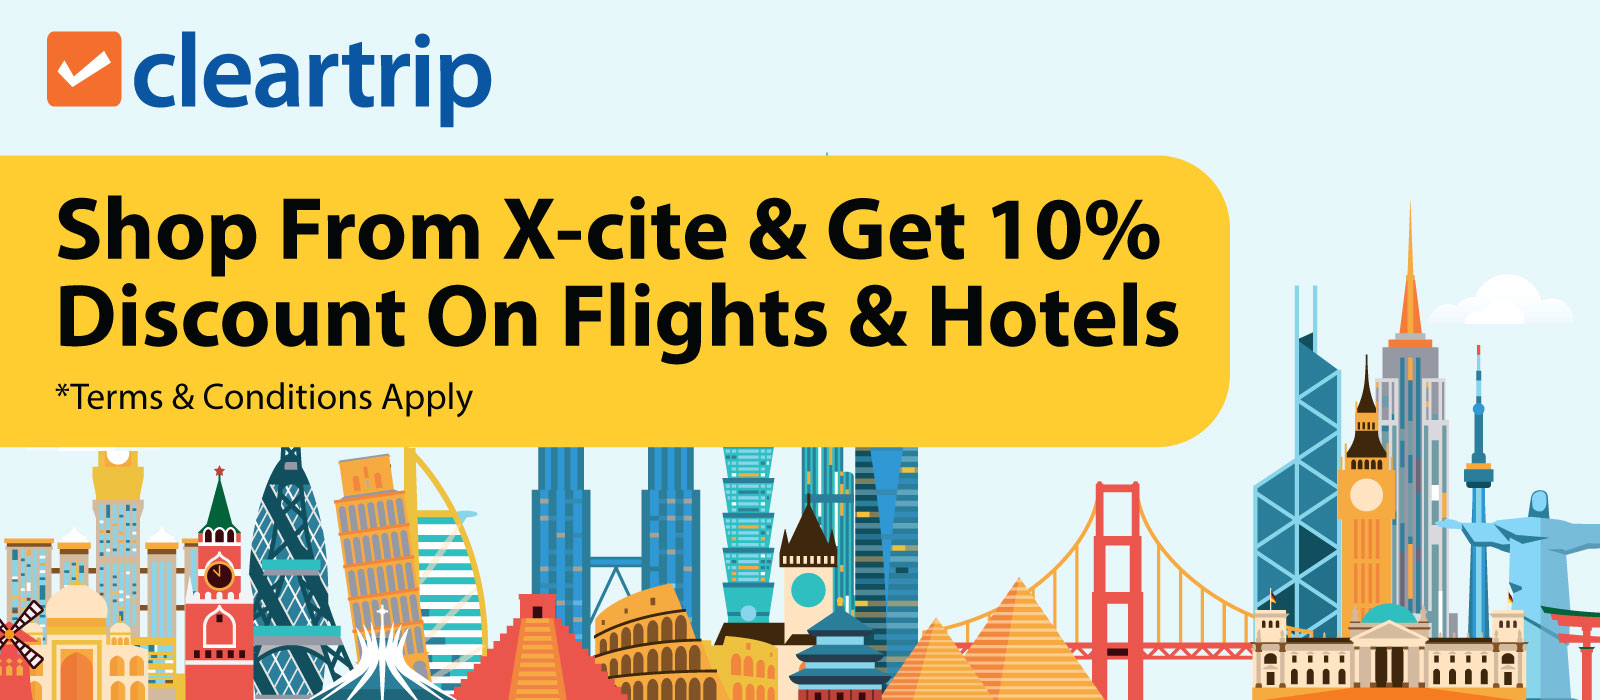 cleartrip
Shop From X-cite & Get 10%
Discount On Flights & Hotels
*Terms & Conditions Apply